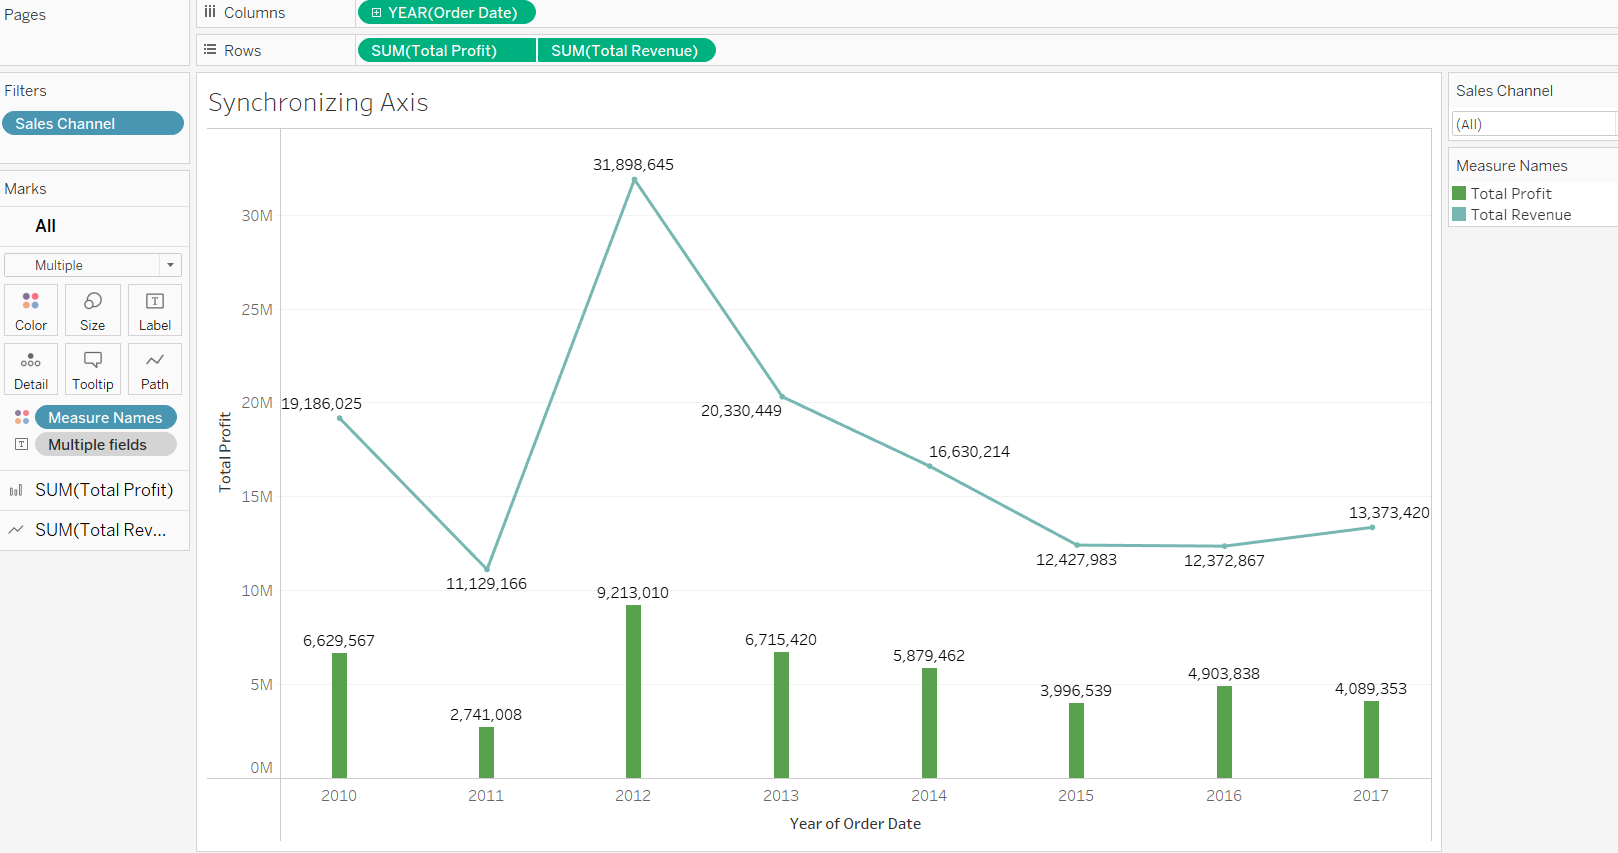 Pages
Columns
YEAR(Order Date)
Rows
SUM(Total Profit)
SUM(Total Revenue)
Filters
Sales Channel
Marks
All
Multiple
Color
Size
T
Label
Detail
Tooltip
Path
Measure Names
T
Multiple fields
SUM(Total Profit)
SUM(Total Rev...
Synchronizing Axis
31,898,645
30M
25M
20M
19,186,025
20,330,449
16,630,214
15M
13,373,420
12,427,983
12,372,867
11,129,166
10M
9,213,010
6,629,567
6,715,420
5,879,462
5M
4,903,838
3,996,539
4,089,353
2,741,008
0M
Total Profit
2010
2011
2012
2013
2014
2015
2016
2017
Year of Order Date
Sales Channel
(All)
Measure Names
Total Profit
Total Revenue